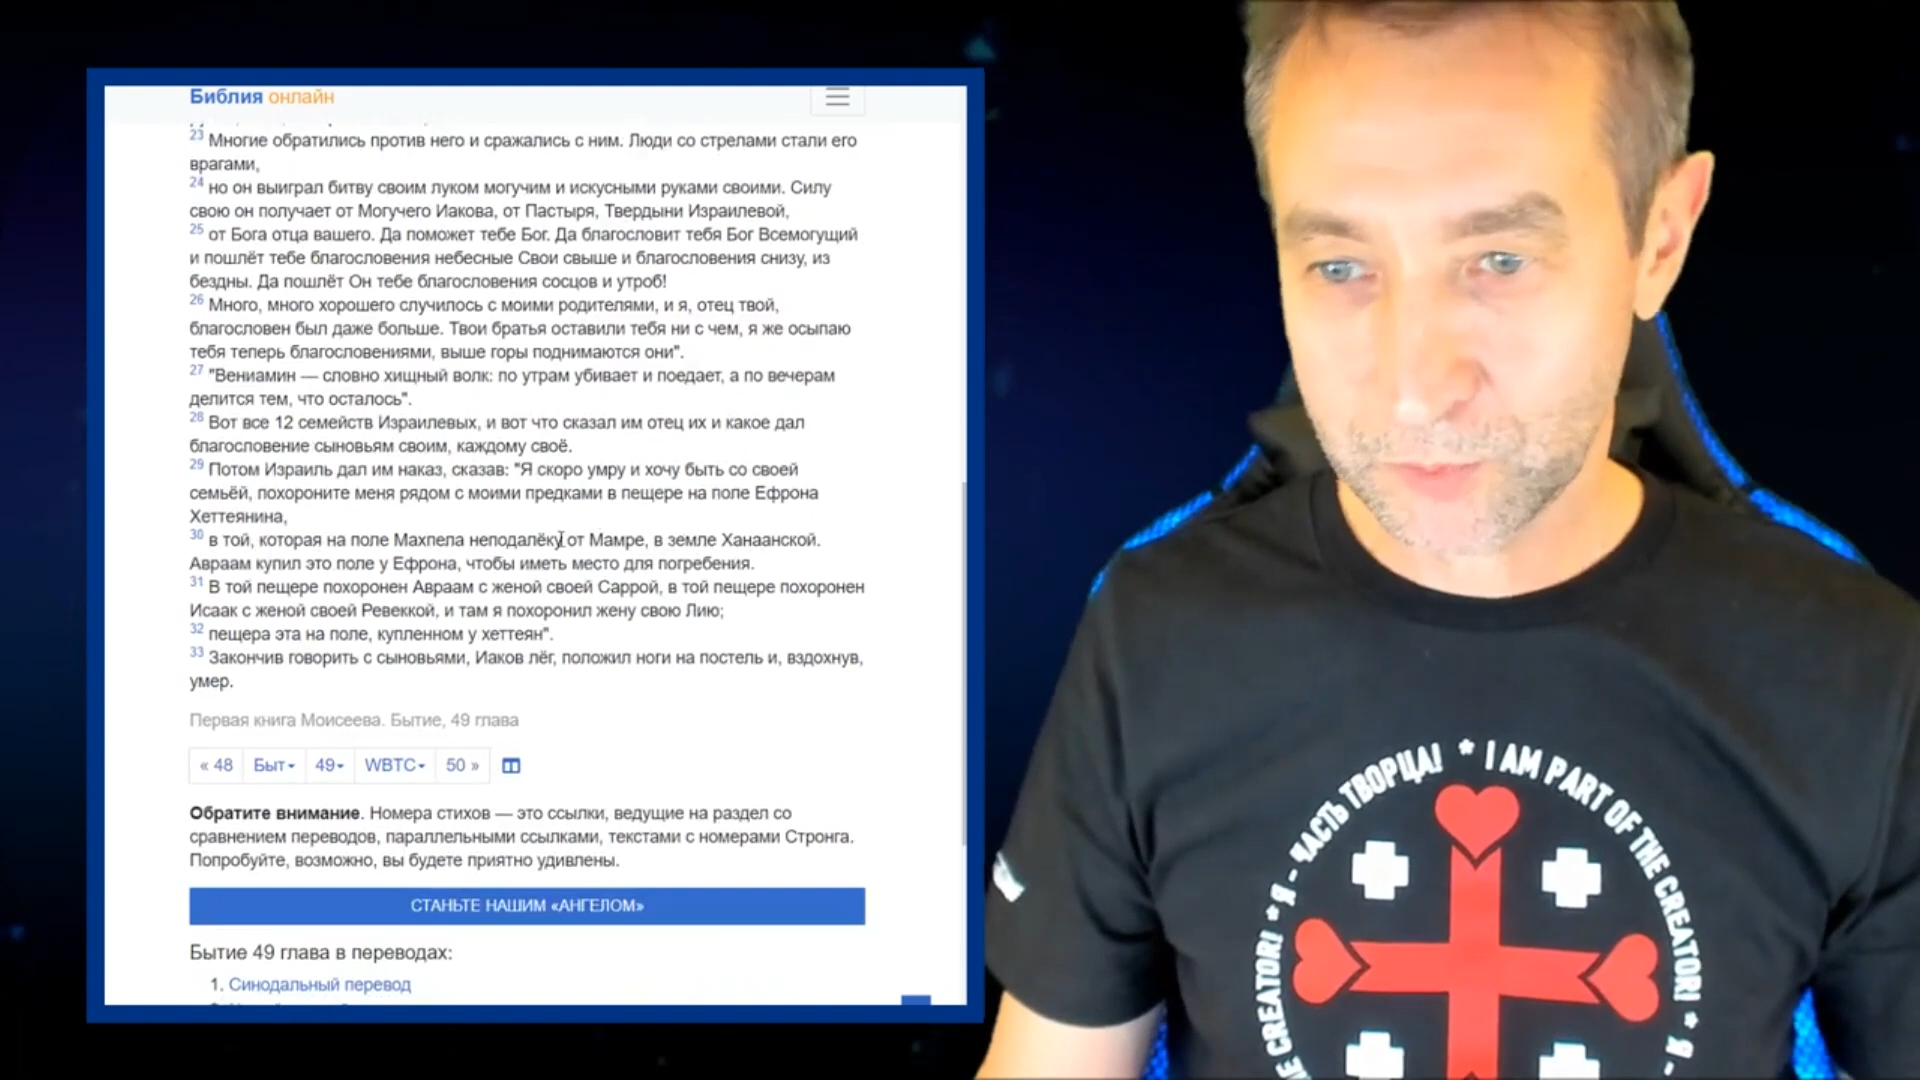 Библия онлайн
23 Многие обратились против него и сражались с ним. Люди со стрелами стали его
врагами,
24 но он выиграл битву своим луком могучим и искусными руками своими. Силу
свою он получает от Могучего Иакова, от Пастыря, Твердыни Израилевой,
25 от Бога отца вашего. Да поможет тебе Бог. Да благословит тебя Бог Всемогущий
и пошлёт тебе благословения небесные Свои свыше и благословения снизу, из
бездны. Да пошлёт Он тебе благословения сосцов и утроб!
26 Много, много хорошего случилось с моими родителями, и я, отец твой,
благословен был даже больше. Твои братья оставили тебя ни с чем, я же осыпаю
тебя теперь благословениями, выше горы поднимаются они".
27 "Вениамин — словно хищный волк: по утрам убивает и поедает, а по вечерам
делится тем, что осталось".
28 Вот все 12 семейств Израилевых, и вот что сказал им отец их и какое дал
благословение сыновьям своим, каждому своё.
29 Потом Израиль дал им наказ, сказав: "Я скоро умру и хочу быть со своей
семьёй, похороните меня рядом с моими предками в пещере на поле Ефрона
Хеттеянина,
30 в той, которая на поле Махпела неподалёку от Мамре, в земле Ханаанской.
Авраам купил это поле у Ефрона, чтобы иметь место для погребения.
31 В той пещере похоронен Авраам с женой своей Саррой, в той пещере похоронен
Исаак с женой своей Ревеккой, и там я похоронил жену свою Лию;
32 пещера эта на поле, купленном у хеттеян".
33 Закончив говорить с сыновьями, Иаков лёг, положил ноги на постель и, вздохнув,
умер.
Первая книга Моисеева. Бытие, 49 глава
« 48 Быт 49 WBTC 50 »
Обратите внимание. Номера стихов — это ссылки, ведущие на раздел со
сравнением переводов, параллельными ссылками, текстами с номерами Стронга.
Попробуйте, возможно, вы будете приятно удивлены.
СТАНЬТЕ НАШИМ «АНГЕЛОМ»
Бытие 49 глава в переводах:
1. Синодальный перевод
CREATOR! * Я - ЧАСТЬ ТВОРЦА! * I AM PART OF THE CREATOR! * Я -